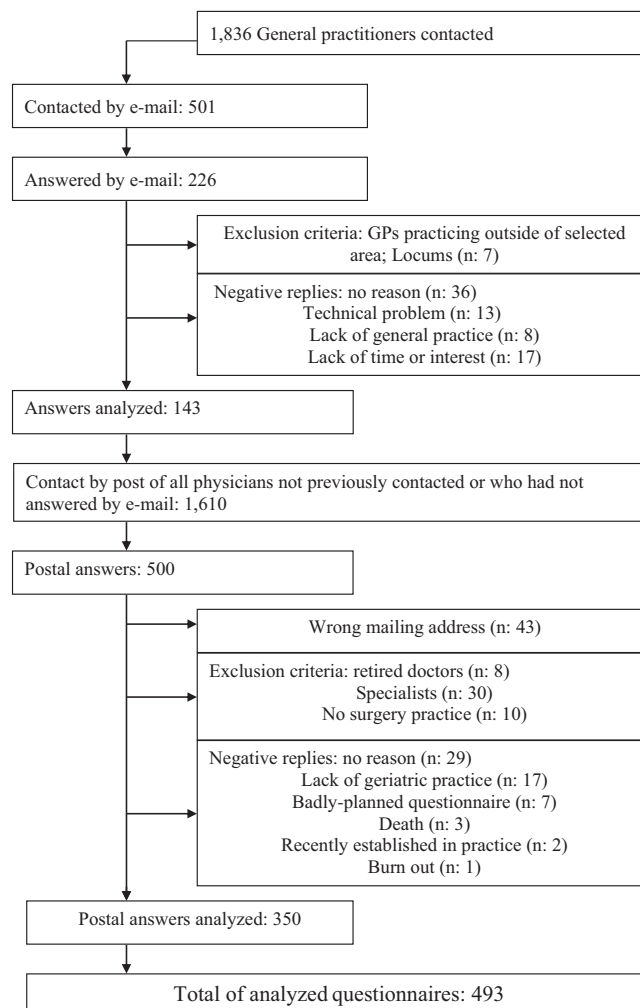 1,836 General practitioners contacted
Contacted by e-mail: 501
Answered by e-mail: 226
Exclusion criteria: GPs practicing outside of selected
area; Locums (n: 7)
Negative replies: no reason (n: 36)
Technical problem (n: 13)
Lack of general practice (n: 8)
Lack of time or interest (n: 17)
Answers analyzed: 143
Contact by post of all physicians not previously contacted or who had not
answered by e-mail: 1,610
Postal answers: 500
Wrong mailing address (n: 43)
Exclusion criteria: retired doctors (n: 8)
Specialists (n: 30)
No surgery practice (n: 10)
Negative replies: no reason (n: 29)
Lack of geriatric practice (n: 17)
Badly-planned questionnaire (n: 7)
Death (n: 3)
Recently established in practice (n: 2)
Burn out (n: 1)
Postal answers analyzed: 350
Total of analyzed questionnaires: 493